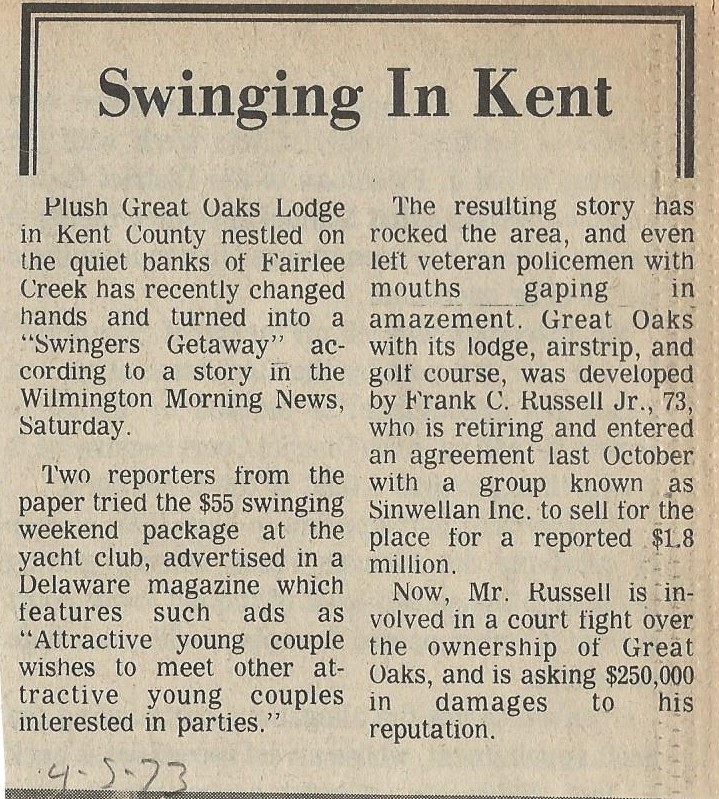 Swinging In Kent
Plush Great Oaks Lodge
in Kent County nestled on
the quiet banks of Fairlee
Creek has recently changed
hands and turned into a
“Swingers Getaway” ac-
cording to a story in the
Wilmington Morning News,
Saturday.
Two reporters from the
paper tried the $55 swinging
weekend package at the
yacht club, advertised in a
Delaware magazine which
features such ads as
“Attractive young couple
wishes to meet other at-
tractive young couples
interested in parties.”
The resulting story has
rocked the area, and even
left veteran policemen with
mouths gaping in
amazement. Great Oaks
with its lodge, airstrip, and
golf course, was developed
by Frank C. Russell Jr., 73,
who is retiring and entered
an agreement last October
with a group known as
Sinwellan Inc. to sell for the
place for a reported $1.8
million.
Now, Mr. Russell is in-
volved in a court fight over
the ownership of Great
Oaks, and is asking $250,000
in damages to his
reputation.
4-5-73